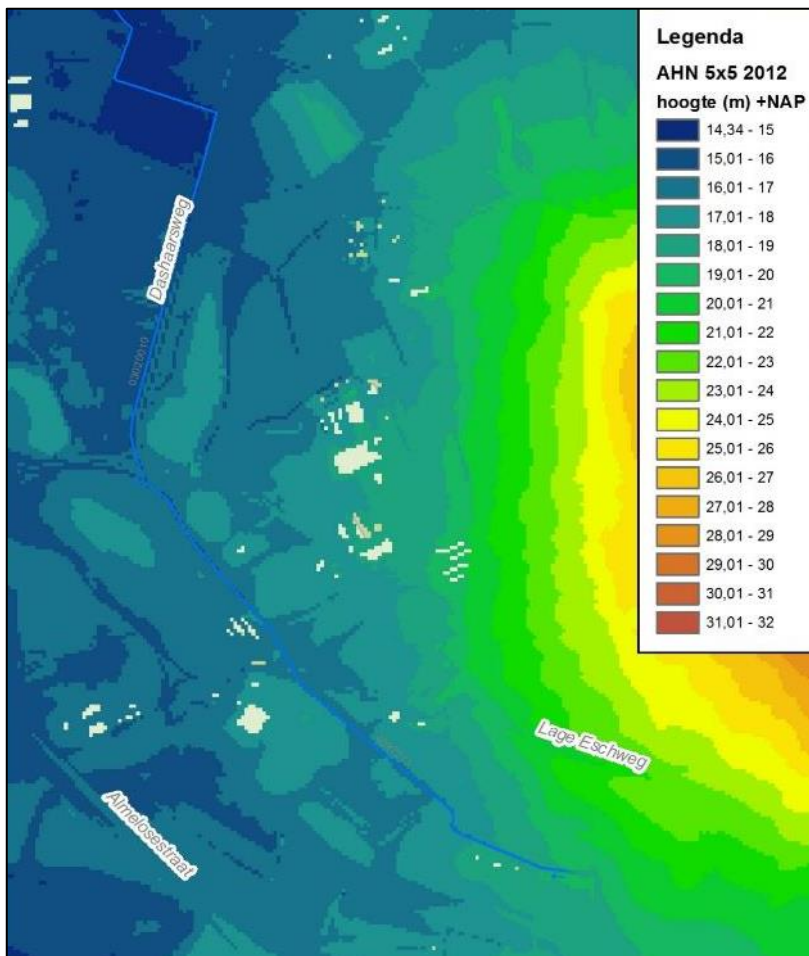 Legenda
AHN 5x5 2012
hoogte (m) +NAP
14,34 - 15
15,01 - 16
16,01 - 17
17,01 - 18
18,01 - 19
19,01 - 20
20,01 - 21
21,01 - 22
22,01 - 23
23,01 - 24
24,01 - 25
25,01 - 26
26,01 - 27
27,01 - 28
28,01 - 29
29,01 - 30
30,01 - 31
31,01 - 32
Dashaarsweg
03020010
Lage Eschweg
Almelosestraat